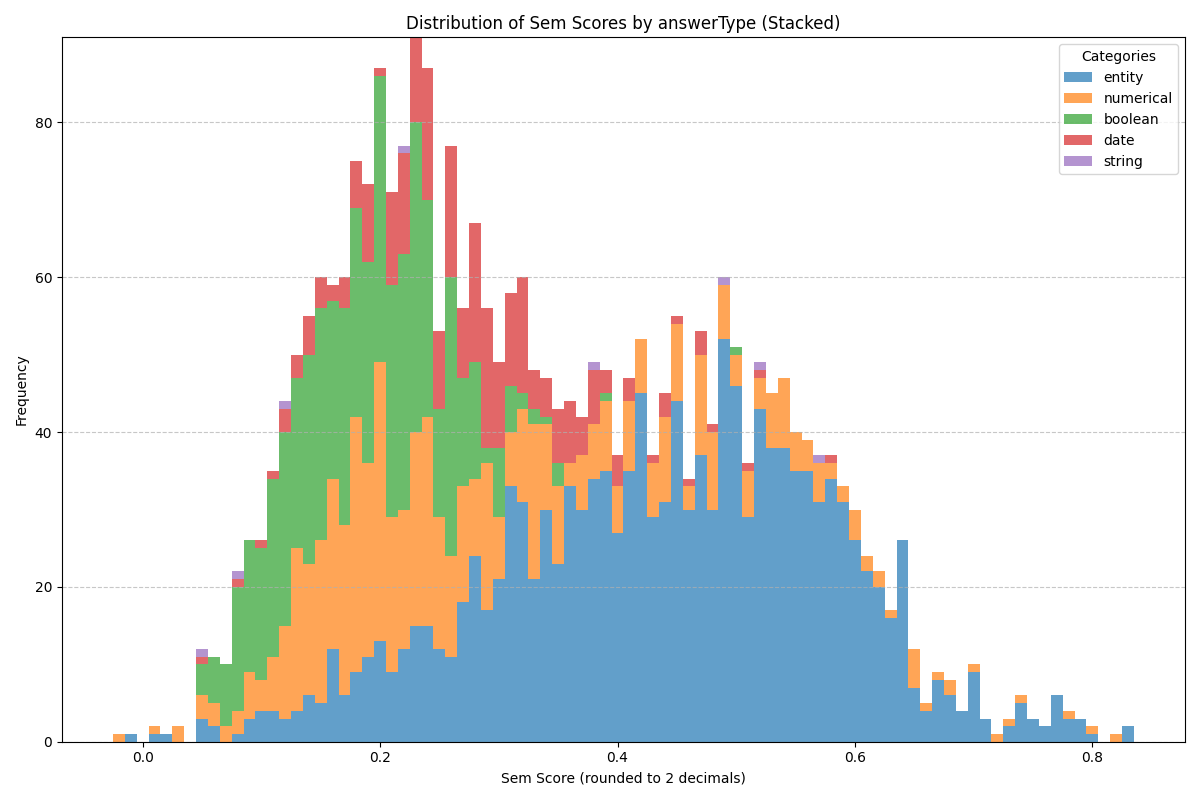 Distribution of Sem Scores by answerType (Stacked)
Categories
entity
numerical
boolean
date
string
Frequency
80
60
40
20
0
0.0 0.2 0.4 0.6 0.8
Sem Score (rounded to 2 decimals)